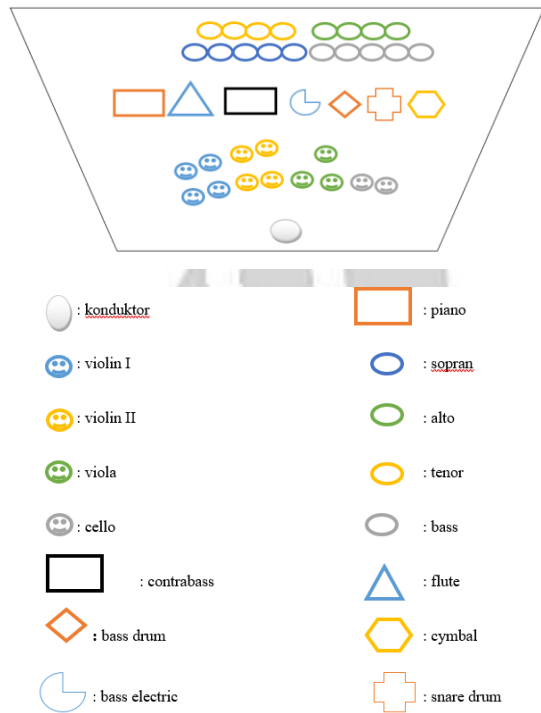 : konduktor
: piano
: violin I
: sopran
: violin II
: alto
: viola
: tenor
: cello
: bass
: contrabass
: flute
: bass drum
: cymbal
: bass electric
: snare drum